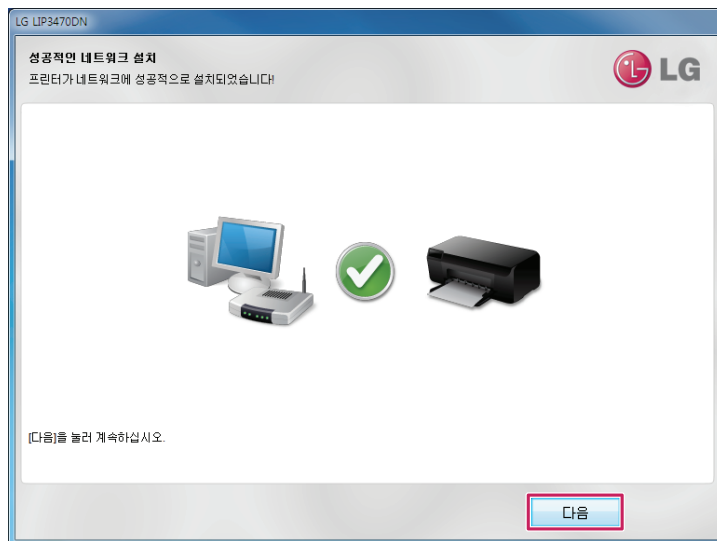 LG LIP3470DN
성공적인 네트워크 설치
프린터가 네트워크에 성공적으로 설치되었습니다!
LG
[다음]을 눌러 계속하십시오.
다음